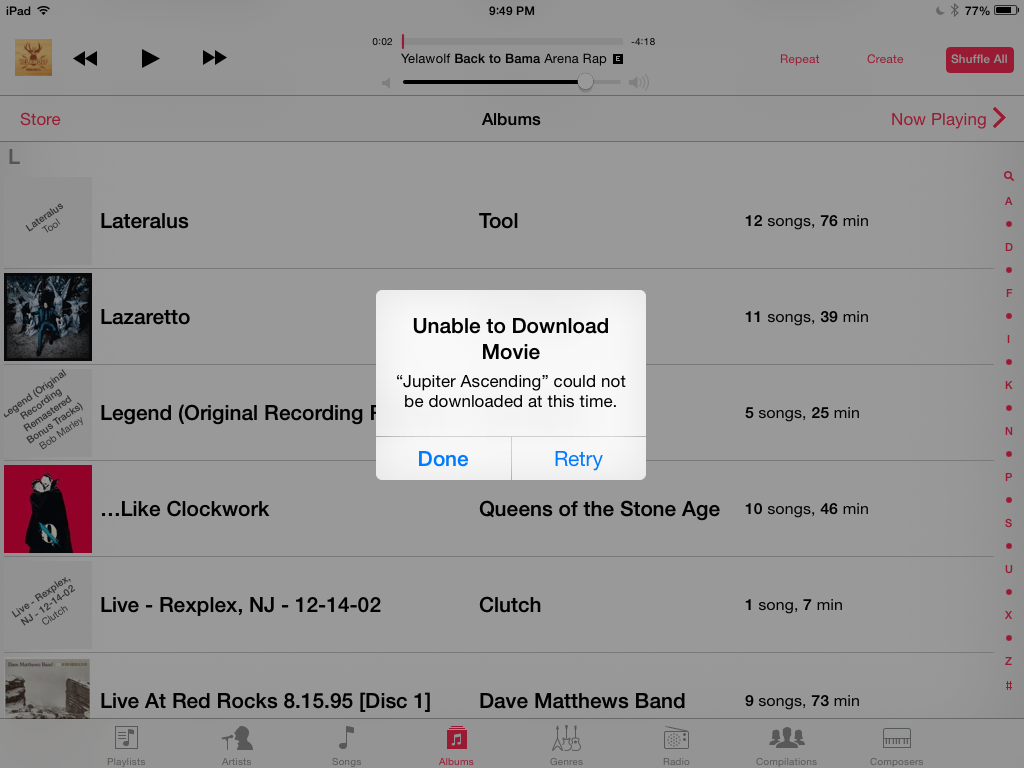 iPad 9:49 PM 77%
0:02 -4:18
Yelawolf Back to Bama Arena Rap E
Repeat Create Shuffle All
Store Albums Now Playing
L
Lateralus
Tool
Lateralus Tool 12 songs, 76 min
Lazaretto 11 songs, 39 min
Legend (Original
Recording
Remastered
Bonus Tracks)
Bob Marley
Legend (Original Recording 5 songs, 25 min
…Like Clockwork Queens of the Stone Age 10 songs, 46 min
Live - Rexplex,
NJ - 12-14-02
Clutch
Live - Rexplex, NJ - 12-14-02 Clutch 1 song, 7 min
Dave Matthews Band
Live At Red Rocks 8.15.95 [Disc 1] Dave Matthews Band 9 songs, 73 min
Unable to Download
Movie
“Jupiter Ascending” could not
be downloaded at this time.
Done Retry
A
D
F
I
K
N
P
S
U
X
Z
#
Playlists Artists Songs Albums Genres Radio Compilations Composers